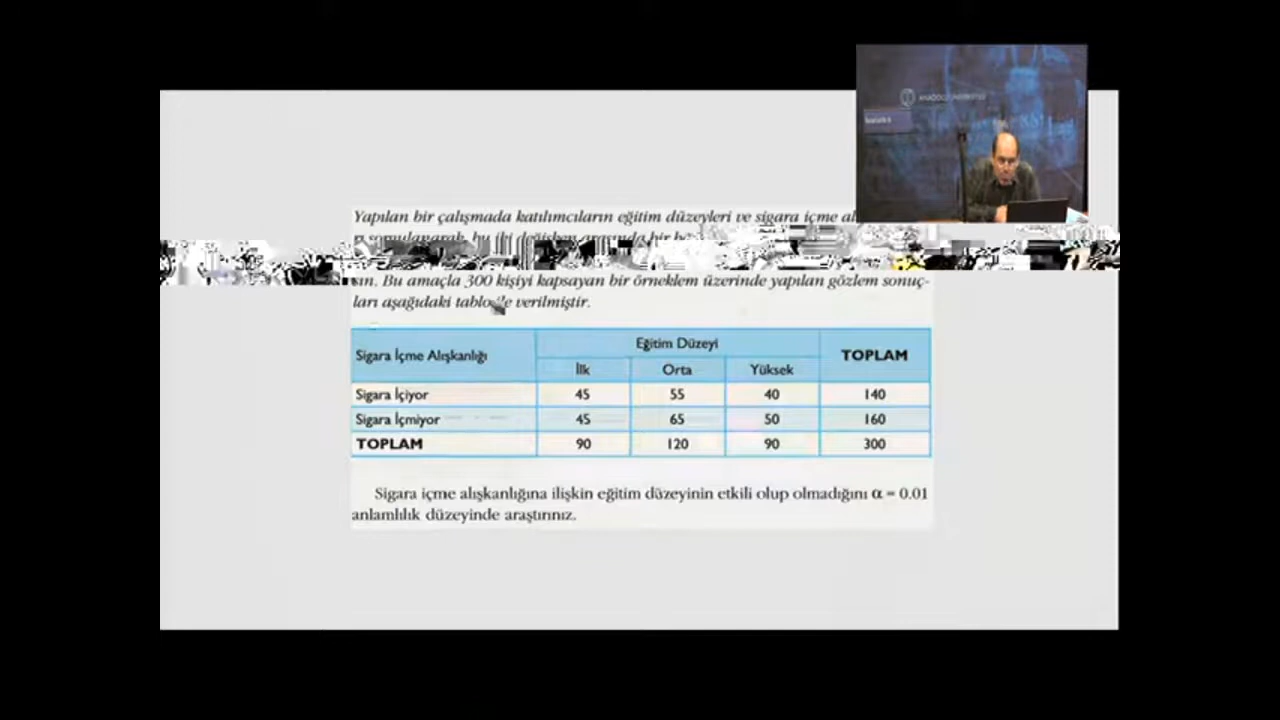 Yapılan bir çalışmada katılımcıların eğitim düzeyleri ve sigara içme
sın. Bu amaçla 300 kişiyi kapsayan bir örneklem üzerinde yapılan gözlem sonuç-
ları aşağıdaki tabloda verilmiştir.
Sigara İçme Alışkanlığı Eğitim Düzeyi TOPLAM
İlk Orta Yüksek
Sigara İçiyor 45 55 40 140
Sigara İçmiyor 45 65 50 160
TOPLAM 90 120 90 300
Sigara içme alışkanlığına ilişkin eğitim düzeyinin etkili olup olmadığını α = 0.01
anlamlılık düzeyinde araştırınız.